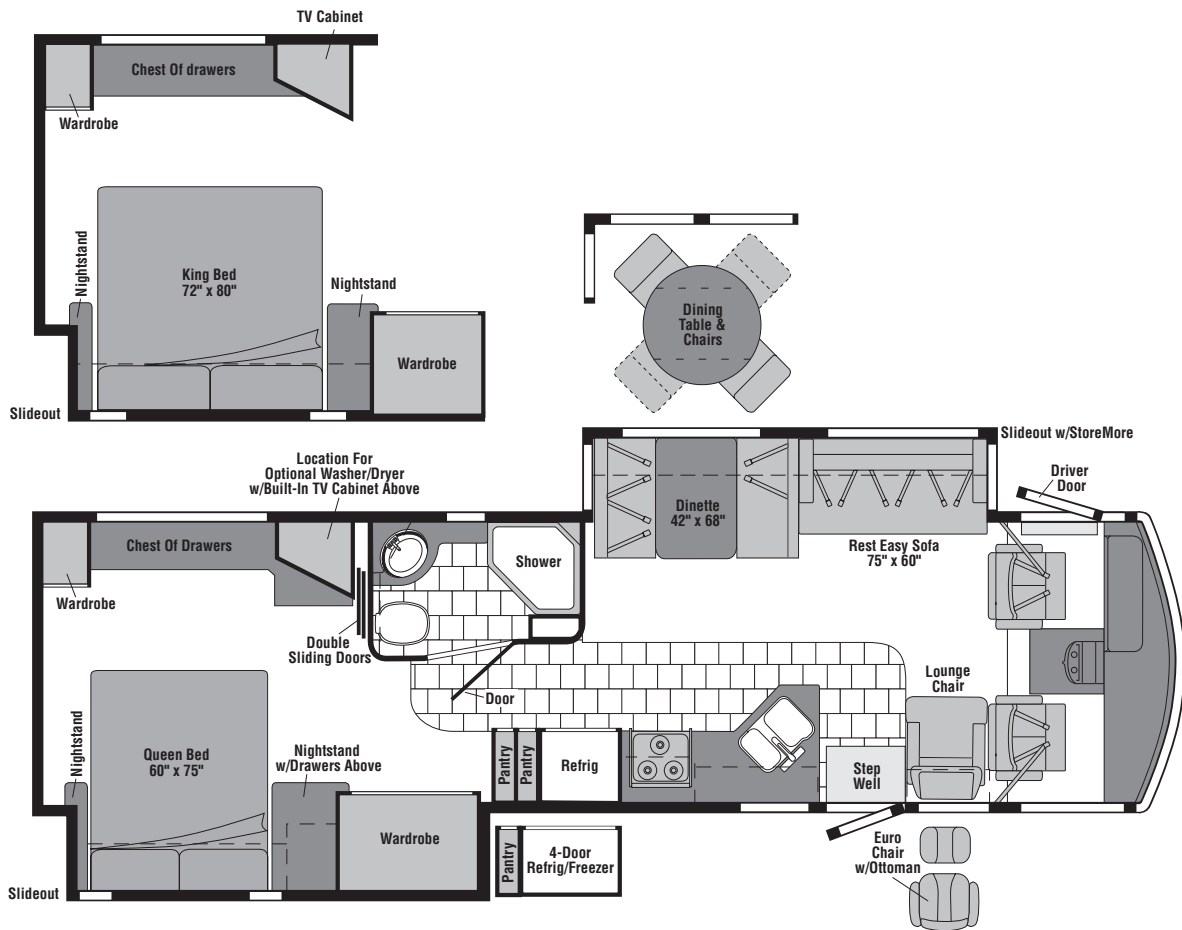 TV Cabinet
Chest Of drawers
Wardrobe
Nightstand
King Bed
72" x 80"
Nightstand
Wardrobe
Slideout
Dining
Table &
Chairs
Location For
Optional Washer/Dryer
w/Built-In TV Cabinet Above
Slideout w/StoreMore
Driver
Door
Chest Of Drawers
Wardrobe
Double
Sliding Doors
Shower
Dinette
42" x 68"
Rest Easy Sofa
75" x 60"
Door
Lounge
Chair
Nightstand
Queen Bed
60" x 75"
Nightstand
w/Drawers Above
Wardrobe
Pantry
Pantry
Refrig
Step
Well
Slideout
Pantry
4-Door
Refrig/Freezer
Euro
Chair
w/Ottoman